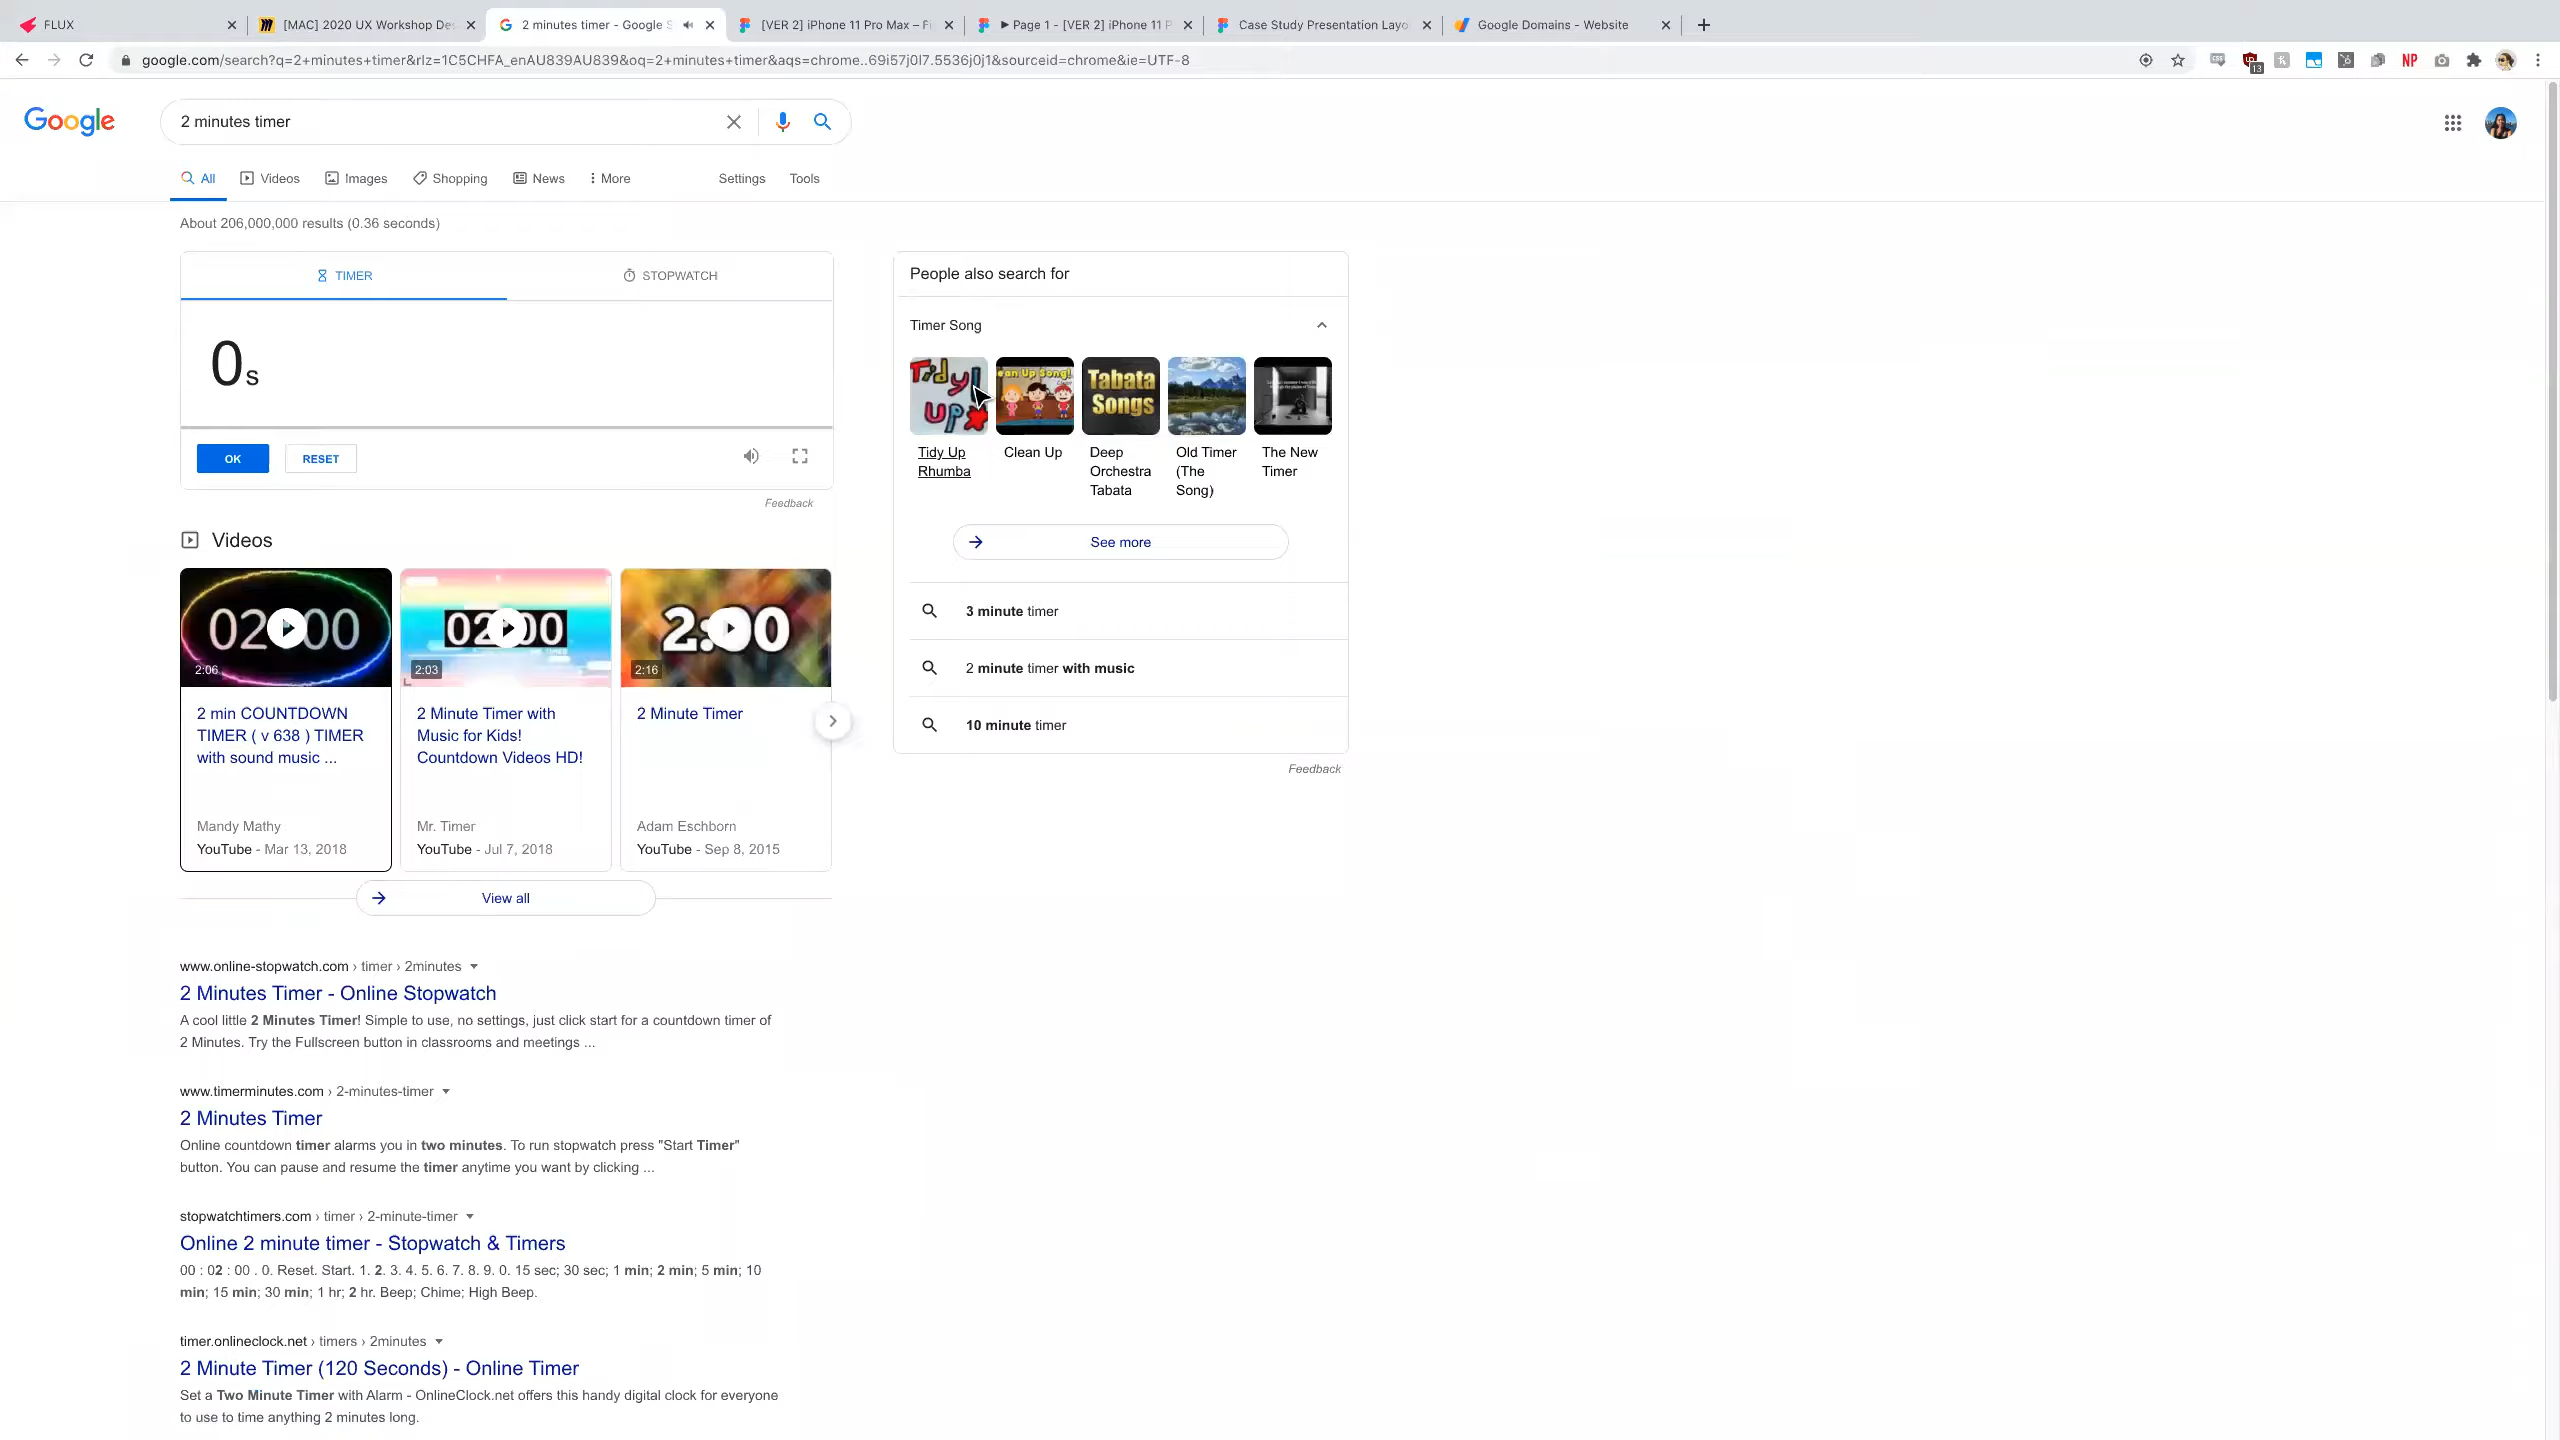 FLUX
[MAC] 2020 UX Workshop De
2 minutes timer - Google S
[VER 2] iPhone 11 Pro Max – Fi
Page 1 - [VER 2] iPhone 11 P
Case Study Presentation Layo
Google Domains - Website
google.com/search?q=2+minutes+timer&rlz=1C5CHFA_enAU839AU839&oq=2+minutes+timer&aqs=chrome..69i57j0l7.5536j0j1&sourceid=chrome&ie=UTF-8
13
NP
Google
2 minutes timer
All
Videos
Images
Shopping
News
More
Settings
Tools
About 206,000,000 results (0.36 seconds)
TIMER
STOPWATCH
0s
OK
RESET
Feedback
People also search for
Timer Song
Tidy
UP
ean Up Song!
Tabata
Songs
Tidy Up
Rhumba
Clean Up
Deep
Orchestra
Tabata
Old Timer
(The
Song)
The New
Timer
See more
3 minute timer
2 minute timer with music
10 minute timer
Feedback
Videos
02:00
2:06
02:00
2:03
2:00
2:16
2 min COUNTDOWN
TIMER ( v 638 ) TIMER
with sound music ...
Mandy Mathy
YouTube - Mar 13, 2018
2 Minute Timer with
Music for Kids!
Countdown Videos HD!
Mr. Timer
YouTube - Jul 7, 2018
2 Minute Timer
Adam Eschborn
YouTube - Sep 8, 2015
View all
www.online-stopwatch.com › timer › 2minutes
2 Minutes Timer - Online Stopwatch
A cool little 2 Minutes Timer! Simple to use, no settings, just click start for a countdown timer of
2 Minutes. Try the Fullscreen button in classrooms and meetings ...
www.timerminutes.com › 2-minutes-timer
2 Minutes Timer
Online countdown timer alarms you in two minutes. To run stopwatch press "Start Timer"
button. You can pause and resume the timer anytime you want by clicking ...
stopwatchtimers.com › timer › 2-minute-timer
Online 2 minute timer - Stopwatch & Timers
00 : 02 : 00 . 0. Reset. Start. 1. 2. 3. 4. 5. 6. 7. 8. 9. 0. 15 sec; 30 sec; 1 min; 2 min; 5 min; 10
min; 15 min; 30 min; 1 hr; 2 hr. Beep; Chime; High Beep.
timer.onlineclock.net › timers › 2minutes
2 Minute Timer (120 Seconds) - Online Timer
Set a Two Minute Timer with Alarm - OnlineClock.net offers this handy digital clock for everyone
to use to time anything 2 minutes long.